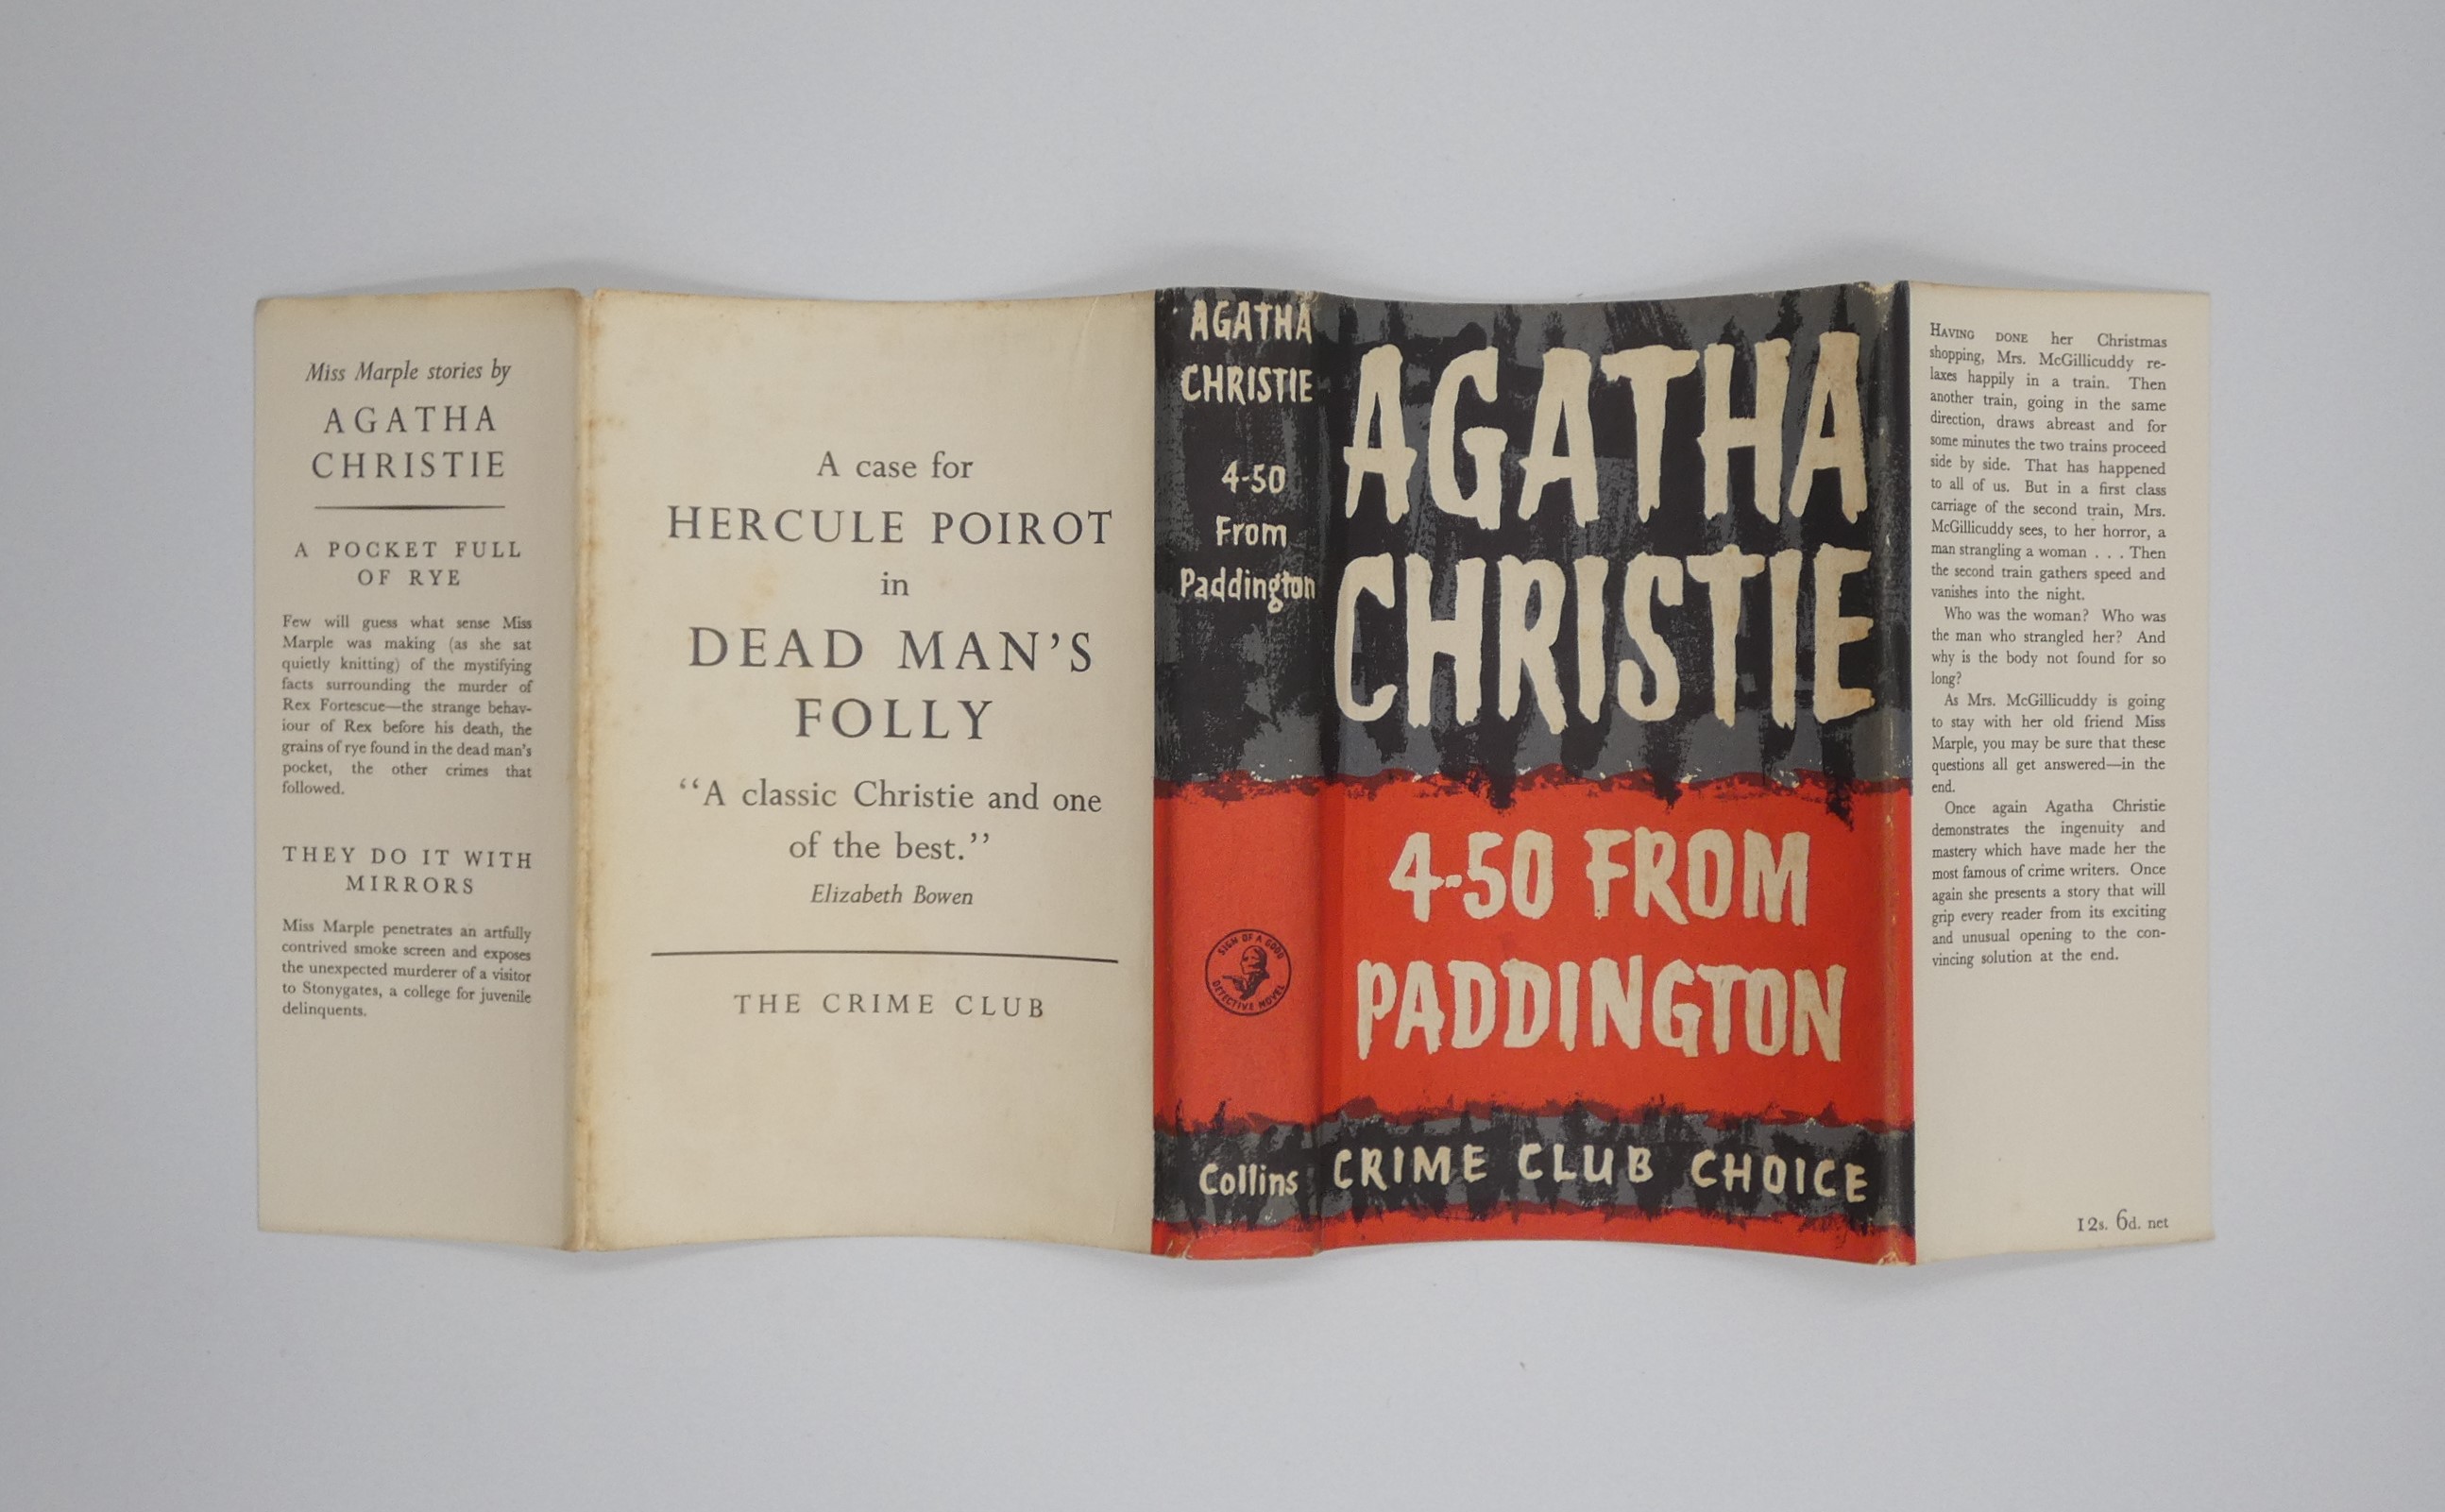 Miss Marple stories by
AGATHA
CHRISTIE
A POCKET FULL
OF RYE
Few will guess what sense Miss
Marple was making (as she sat
quietly knitting) of the mystifying
facts surrounding the murder of
Rex Fortescue—the strange behav-
iour of Rex before his death, the
grains of rye found in the dead man's
pocket, the other crimes that
followed.
THEY DO IT WITH
MIRRORS
Miss Marple penetrates an artfully
contrived smoke screen and exposes
the unexpected murderer of a visitor
to Stonygates, a college for juvenile
delinquents.
A case for
HERCULE POIROT
in
DEAD MAN'S
FOLLY
“A classic Christie and one
of the best.”
Elizabeth Bowen
THE CRIME CLUB
AGATHA
CHRISTIE
4-50
From
Paddington
SIGN OF A GOOD
DETECTIVE NOVEL
Collins
AGATHA
CHRISTIE
4-50 FROM
PADDINGTON
CRIME CLUB CHOICE
HAVING DONE her Christmas
shopping, Mrs. McGillicuddy re-
laxes happily in a train. Then
another train, going in the same
direction, draws abreast and for
some minutes the two trains proceed
side by side. That has happened
to all of us. But in a first class
carriage of the second train, Mrs.
McGillicuddy sees, to her horror, a
man strangling a woman . . . Then
the second train gathers speed and
vanishes into the night.
Who was the woman? Who was
the man who strangled her? And
why is the body not found for so
long?
As Mrs. McGillicuddy is going
to stay with her old friend Miss
Marple, you may be sure that these
questions all get answered—in the
end.
Once again Agatha Christie
demonstrates the ingenuity and
mastery which have made her the
most famous of crime writers. Once
again she presents a story that will
grip every reader from its exciting
and unusual opening to the con-
vincing solution at the end.
12s. 6d. net